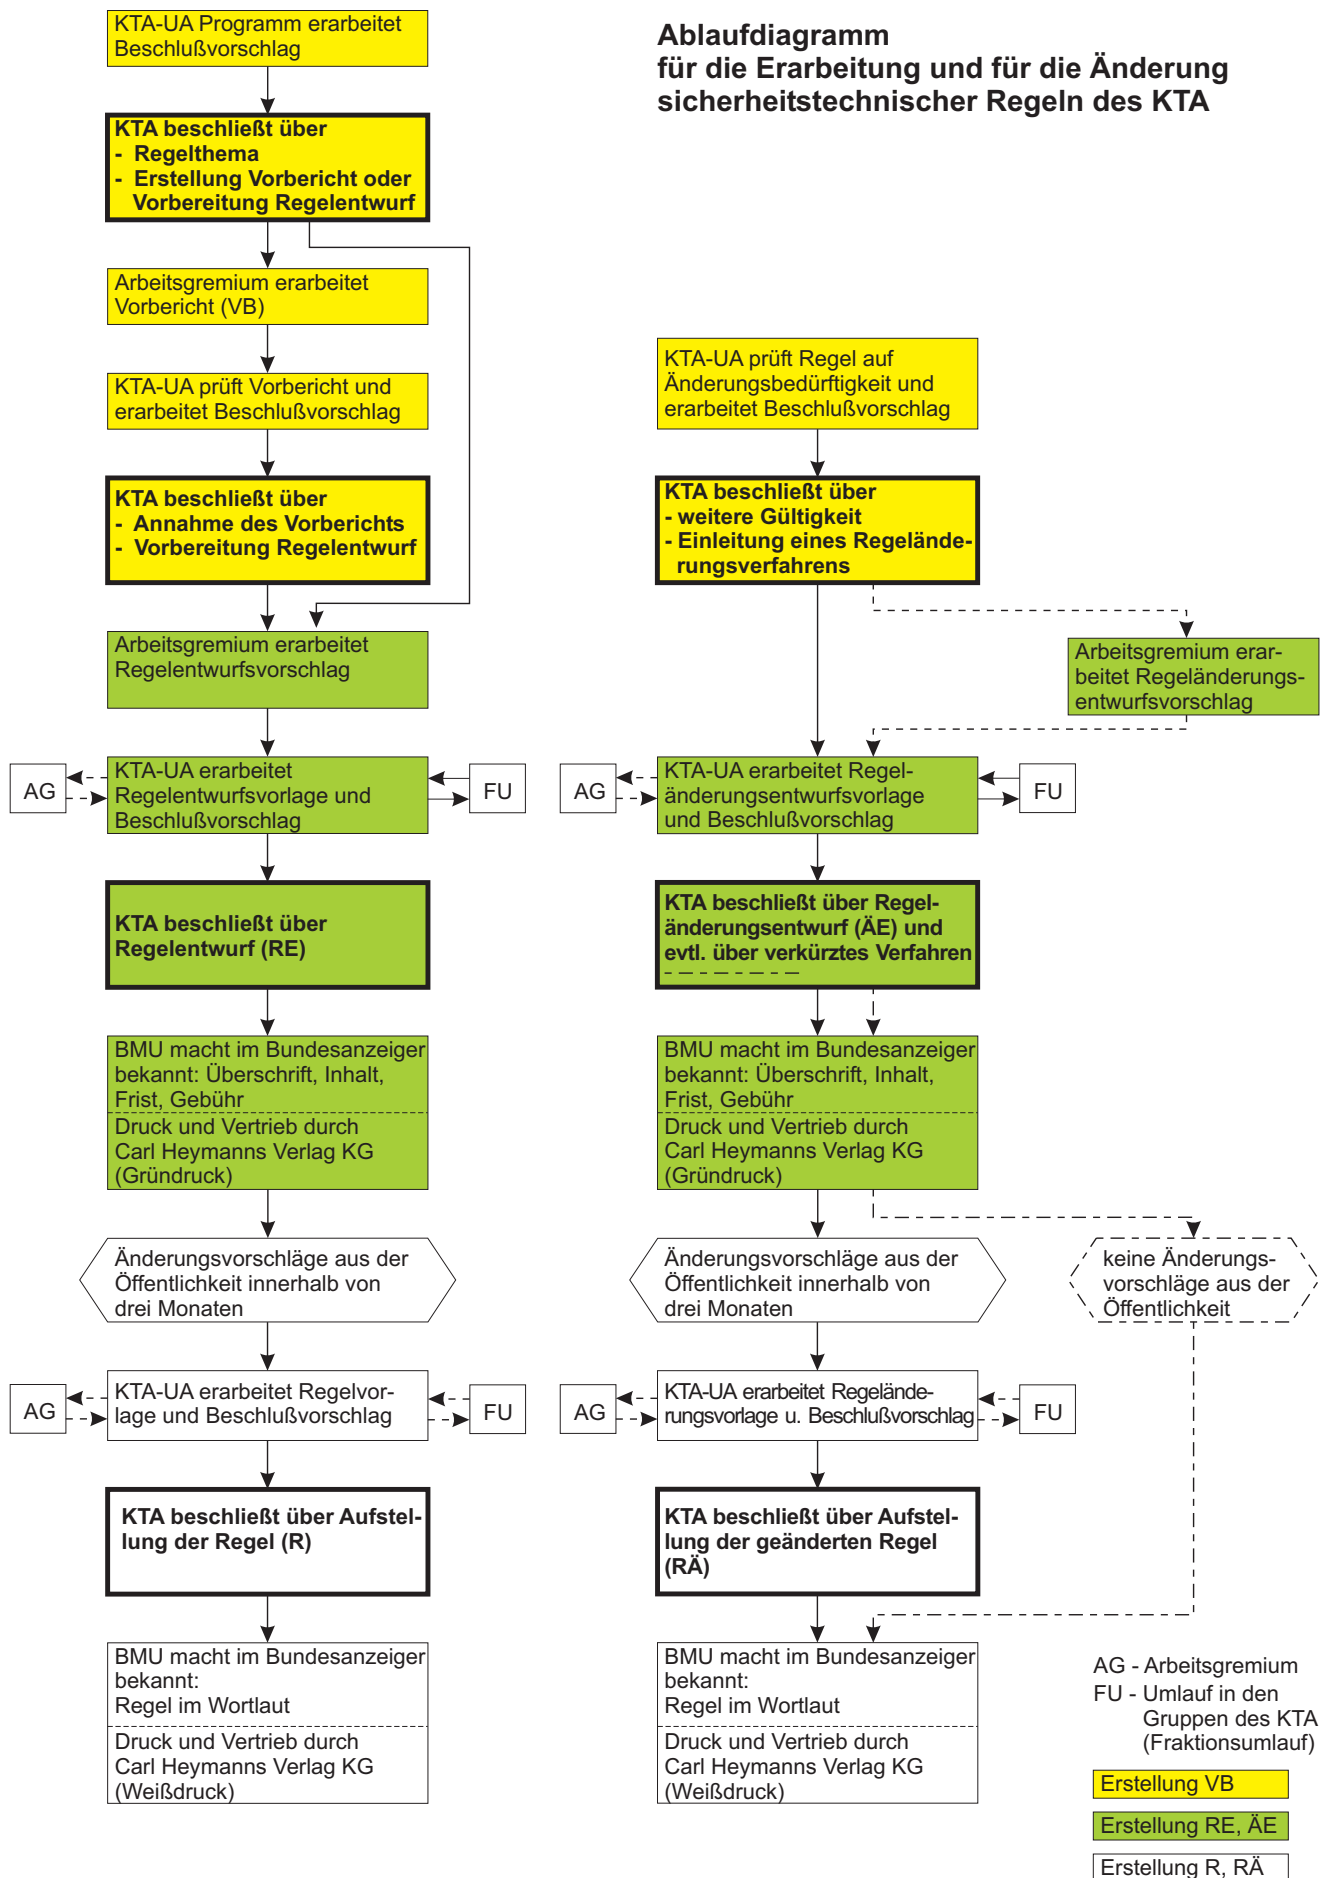 Ablaufdiagramm
für die Erarbeitung und für die Änderung
sicherheitstechnischer Regeln des KTA
KTA-UA Programm erarbeitet
Beschlußvorschlag
KTA beschließt über
- Regelthema
- Erstellung Vorbericht oder
Vorbereitung Regelentwurf
Arbeitsgremium erarbeitet
Vorbericht (VB)
KTA-UA prüft Vorbericht und
erarbeitet Beschlußvorschlag
KTA beschließt über
- Annahme des Vorberichts
- Vorbereitung Regelentwurf
Arbeitsgremium erarbeitet
Regelentwurfsvorschlag
AG
KTA-UA erarbeitet
Regelentwurfsvorlage und
Beschlußvorschlag
FU
KTA beschließt über
Regelentwurf (RE)
BMU macht im Bundesanzeiger
bekannt: Überschrift, Inhalt,
Frist, Gebühr
Druck und Vertrieb durch
Carl Heymanns Verlag KG
(Gründruck)
Änderungsvorschläge aus der
Öffentlichkeit innerhalb von
drei Monaten
AG
KTA-UA erarbeitet Regelvor-
lage und Beschlußvorschlag
FU
KTA beschließt über Aufstel-
lung der Regel (R)
BMU macht im Bundesanzeiger
bekannt:
Regel im Wortlaut
Druck und Vertrieb durch
Carl Heymanns Verlag KG
(Weißdruck)
KTA-UA prüft Regel auf
Änderungsbedürftigkeit und
erarbeitet Beschlußvorschlag
KTA beschließt über
- weitere Gültigkeit
- Einleitung eines Regelände-
rungsverfahrens
Arbeitsgremium erar-
beitet Regeländerungs-
entwurfsvorschlag
AG
KTA-UA erarbeitet Regel-
änderungsentwurfsvorlage
und Beschlußvorschlag
FU
KTA beschließt über Regel-
änderungsentwurf (ÄE) und
evtl. über verkürztes Verfahren
BMU macht im Bundesanzeiger
bekannt: Überschrift, Inhalt,
Frist, Gebühr
Druck und Vertrieb durch
Carl Heymanns Verlag KG
(Gründruck)
Änderungsvorschläge aus der
Öffentlichkeit innerhalb von
drei Monaten
keine Änderungs-
vorschläge aus der
Öffentlichkeit
AG
KTA-UA erarbeitet Regelände-
rungsvorlage u. Beschlußvorschlag
FU
KTA beschließt über Aufstel-
lung der geänderten Regel
(RÄ)
BMU macht im Bundesanzeiger
bekannt:
Regel im Wortlaut
Druck und Vertrieb durch
Carl Heymanns Verlag KG
(Weißdruck)
AG - Arbeitsgremium
FU - Umlauf in den
Gruppen des KTA
(Fraktionsumlauf)
Erstellung VB
Erstellung RE, ÄE
Erstellung R, RÄ